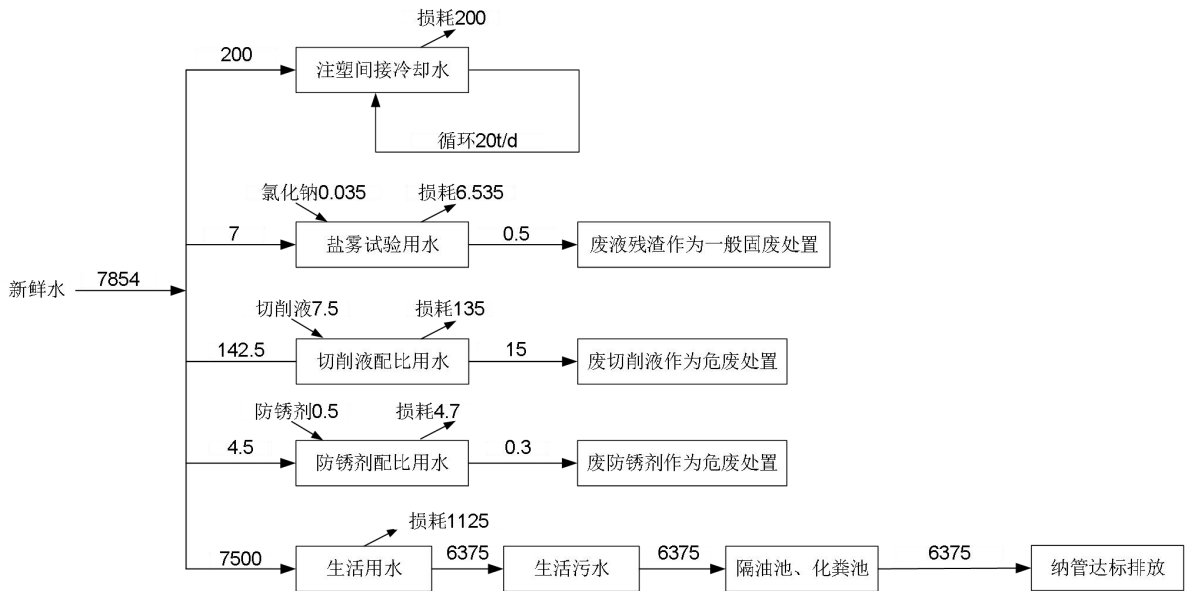 损耗200
200
注塑间接冷却水
循环20t/d
氯化钠0.035
损耗6.535
7
盐雾试验用水
0.5
废液残渣作为一般固废处置
新鲜水
7854
切削液7.5
损耗135
142.5
切削液配比用水
15
废切削液作为危废处置
防锈剂0.5
损耗4.7
4.5
防锈剂配比用水
0.3
废防锈剂作为危废处置
损耗1125
7500
生活用水
6375
生活污水
6375
隔油池、化粪池
6375
纳管达标排放